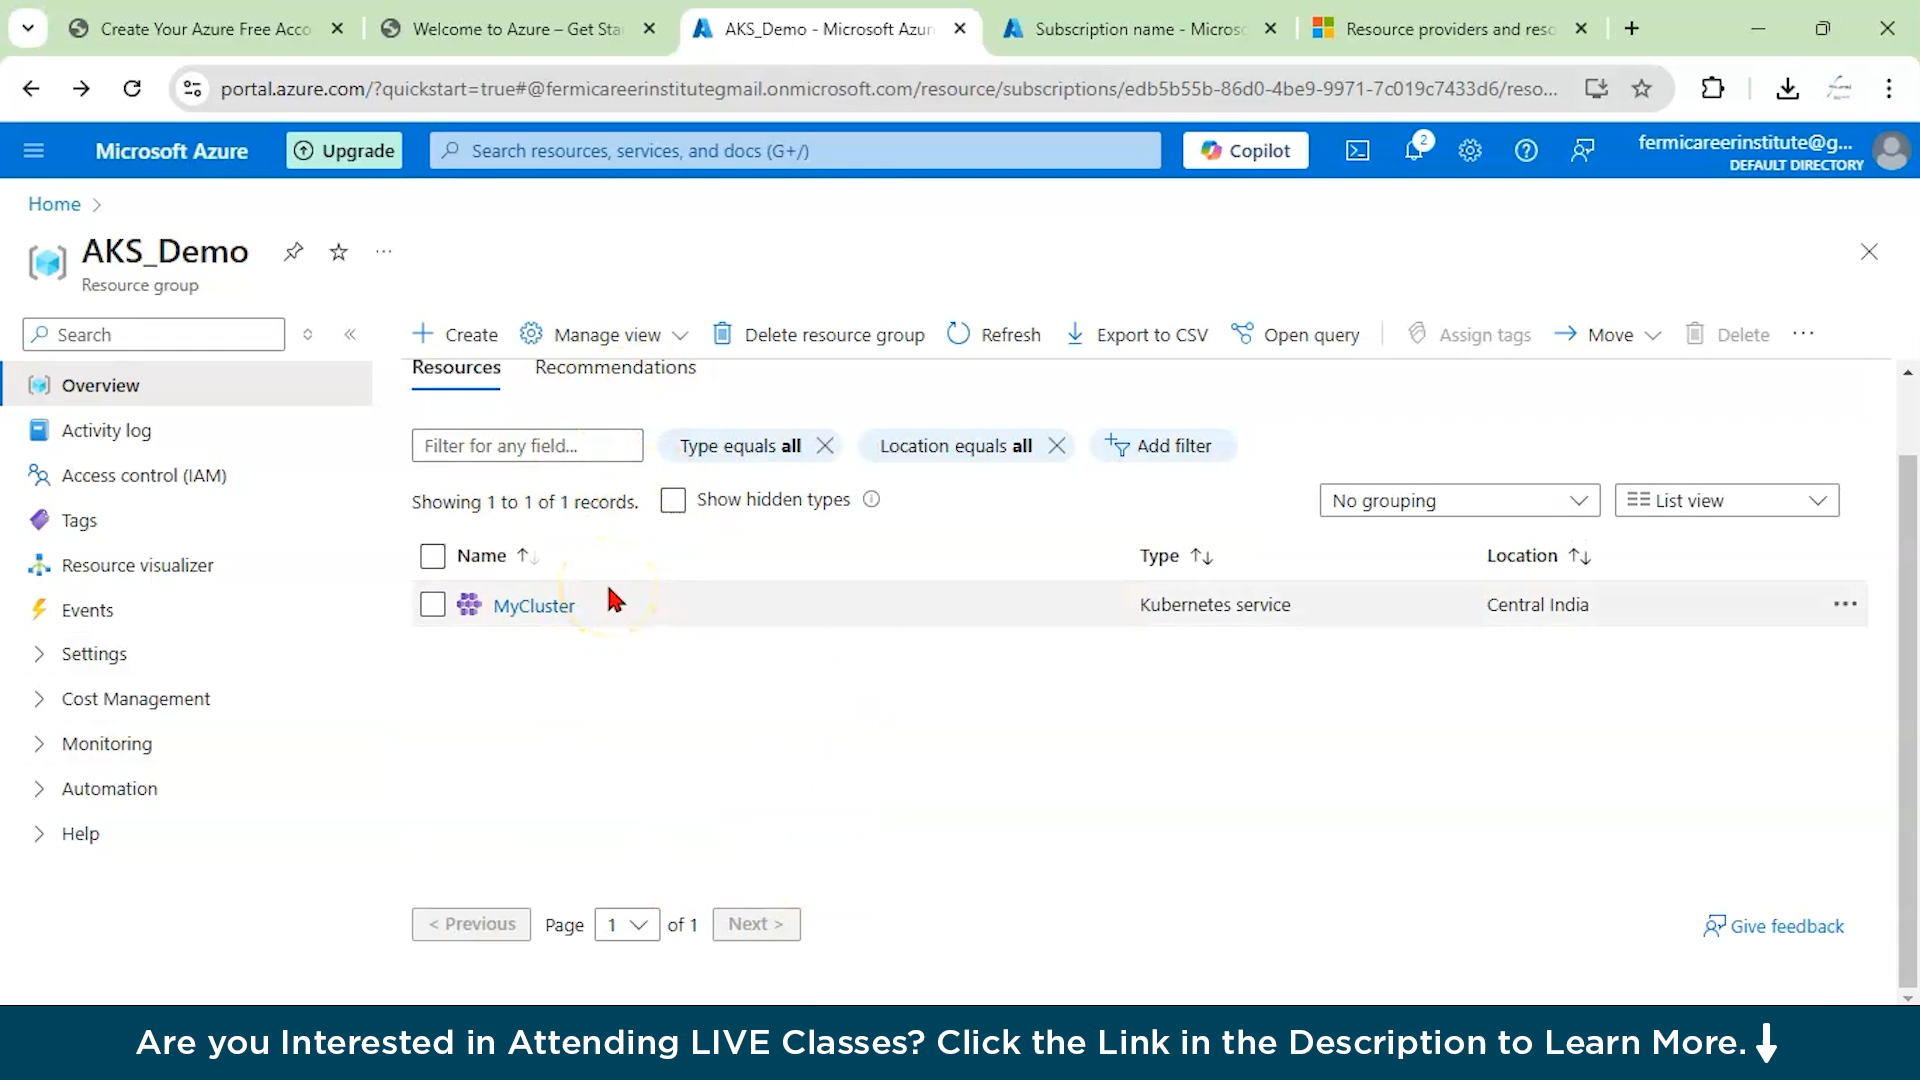 Create Your Azure Free Acco
Welcome to Azure – Get Sta
AKS_Demo - Microsoft Azur
Subscription name - Micros
Resource providers and reso
portal.azure.com/?quickstart=true#@fermicareerinstitutegmail.onmicrosoft.com/resource/subscriptions/edb5b55b-86d0-4be9-9971-7c019c7433d6/reso...
Microsoft Azure
Upgrade
Search resources, services, and docs (G+/)
Copilot
2
fermicareerinstitute@g...
DEFAULT DIRECTORY
Home
AKS_Demo
Resource group
Search
Create
Manage view
Delete resource group
Refresh
Export to CSV
Open query
Assign tags
Move
Delete
Overview
Activity log
Access control (IAM)
Tags
Resource visualizer
Events
Settings
Cost Management
Monitoring
Automation
Help
Resources
Recommendations
Filter for any field...
Type equals all
Location equals all
Add filter
Showing 1 to 1 of 1 records.
Show hidden types
No grouping
List view
Name
Type
Location
MyCluster
Kubernetes service
Central India
< Previous
Page
1
of 1
Next >
Give feedback
Are you Interested in Attending LIVE Classes? Click the Link in the Description to Learn More.